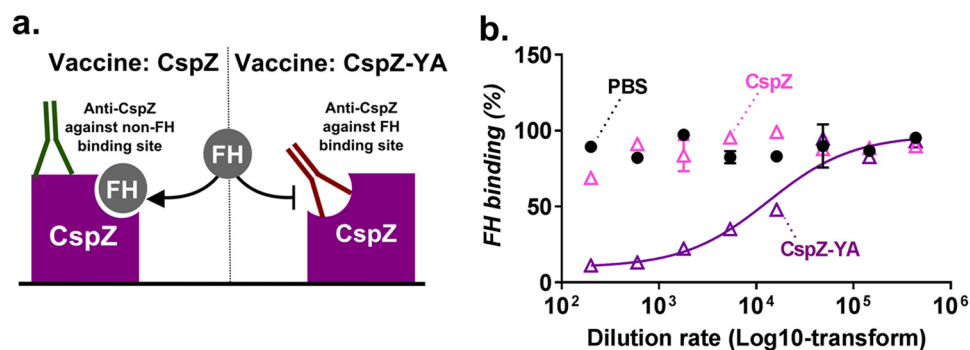 a.
Vaccine: CspZ
Vaccine: CspZ-YA
Anti-CspZ
against non-FH
binding site
Anti-CspZ
against FH
binding site
FH
FH
CspZ
CspZ
b.
FH binding (%)
150
100
50
0
PBS
CspZ
CspZ-YA
10^2 10^3 10^4 10^5 10^6
Dilution rate (Log10-transform)